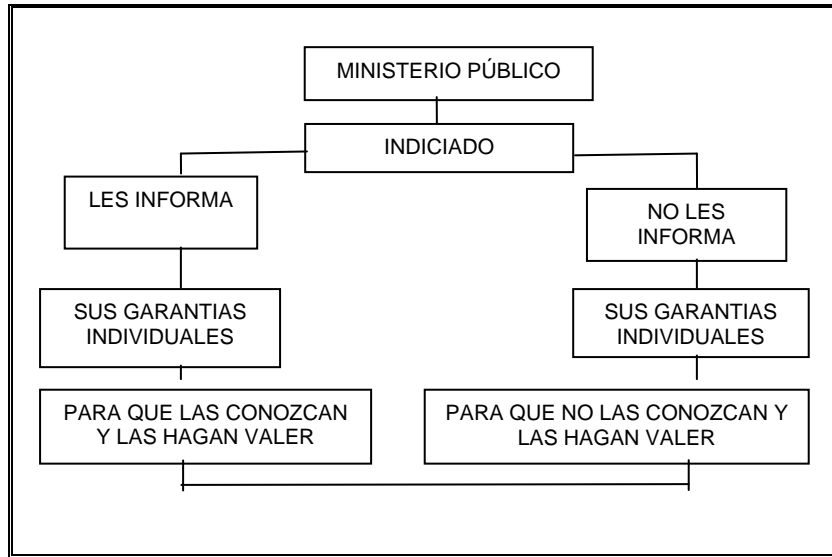 MINISTERIO PÚBLICO
INDICIADO
LES INFORMA
NO LES
INFORMA
SUS GARANTIAS
INDIVIDUALES
SUS GARANTIAS
INDIVIDUALES
PARA QUE LAS CONOZCAN
Y LAS HAGAN VALER
PARA QUE NO LAS CONOZCAN Y
LAS HAGAN VALER